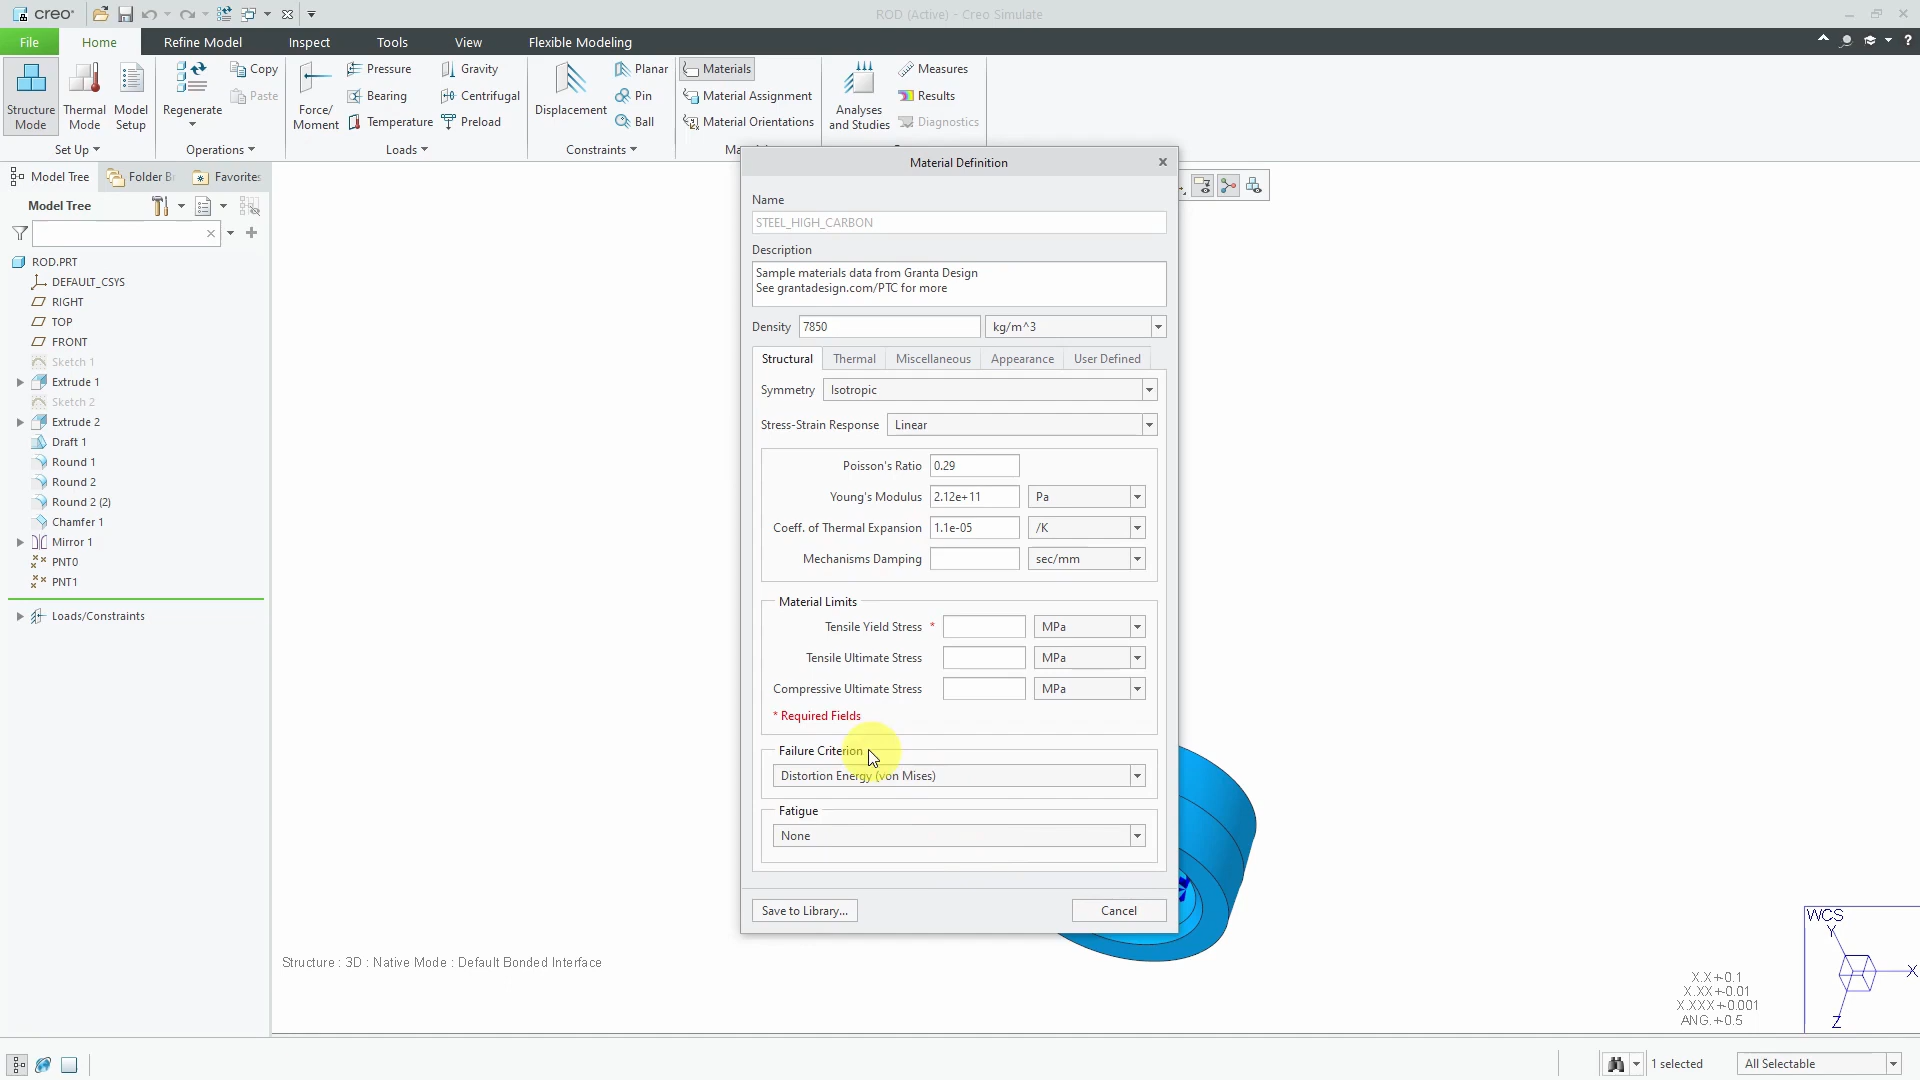 creo
ROD (Active) - Creo Simulate
File
Home
Refine Model
Inspect
Tools
View
Flexible Modeling
Structure Mode
Thermal Mode
Model Setup
Set Up
Regenerate
Copy
Paste
Operations
Force/ Moment
Pressure
Bearing
Temperature
Gravity
Centrifugal
Preload
Loads
Displacement
Planar
Pin
Ball
Constraints
Materials
Material Assignment
Material Orientations
Analyses and Studies
Measures
Results
Diagnostics
Model Tree
Folder Br
Favorites
Model Tree
ROD.PRT
DEFAULT_CSYS
RIGHT
TOP
FRONT
Sketch 1
Extrude 1
Sketch 2
Extrude 2
Draft 1
Round 1
Round 2
Round 2 (2)
Chamfer 1
Mirror 1
PNT0
PNT1
Loads/Constraints
Material Definition
Name
STEEL_HIGH_CARBON
Description
Sample materials data from Granta Design
See grantadesign.com/PTC for more
Density 7850 kg/m^3
Structural Thermal Miscellaneous Appearance User Defined
Symmetry Isotropic
Stress-Strain Response Linear
Poisson's Ratio 0.29
Young's Modulus 2.12e+11 Pa
Coeff. of Thermal Expansion 1.1e-05 /K
Mechanisms Damping sec/mm
Material Limits
Tensile Yield Stress * MPa
Tensile Ultimate Stress MPa
Compressive Ultimate Stress MPa
* Required Fields
Failure Criterion
Distortion Energy (von Mises)
Fatigue
None
Save to Library...
Cancel
Structure : 3D : Native Mode : Default Bonded Interface
WCS
Y
X
Z
X.X+-0.1
X.XX+-0.01
X.XXX+-0.001
ANG.+-0.5
1 selected
All Selectable